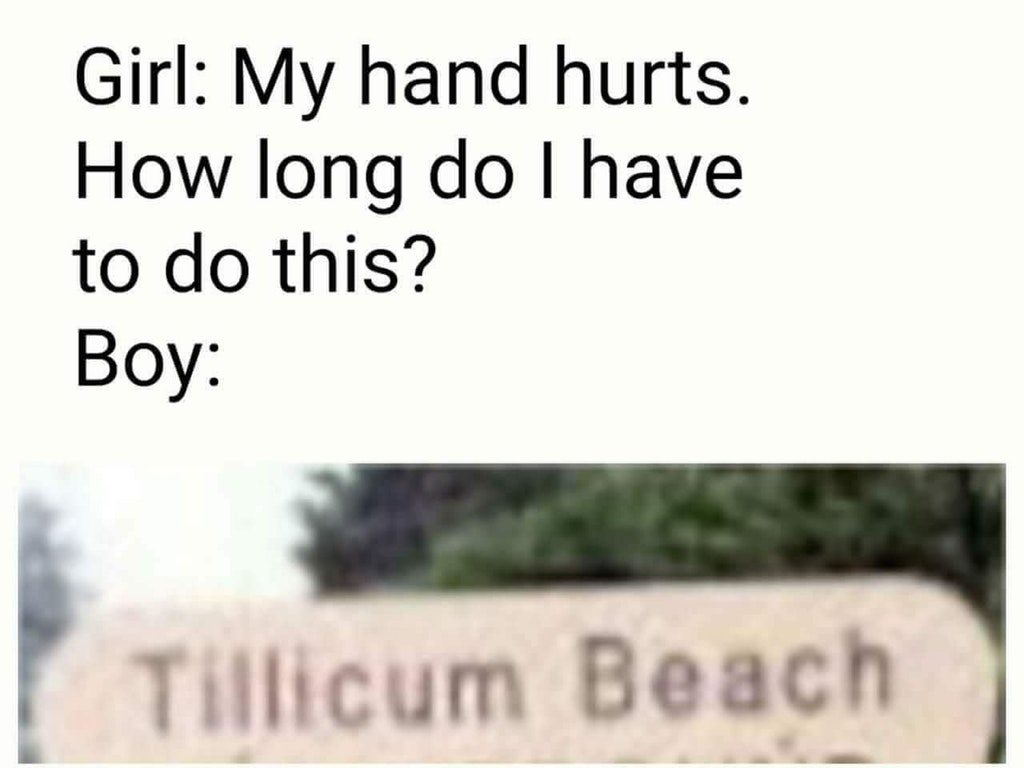 Girl: My hand hurts.
How long do I have
to do this?
Boy:
Tillicum Beach